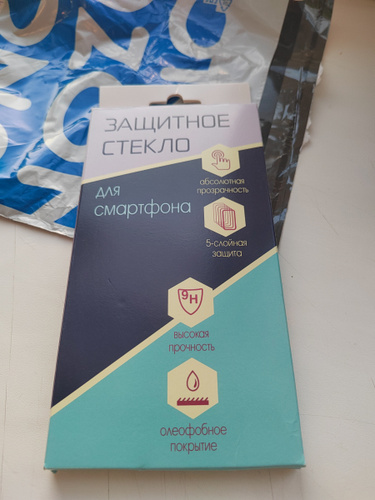 ЗАЩИТНОЕ
СТЕКЛО
для
смартфона
абсолютная
прозрачность
5-слойная
защита
9H
высокая
прочность
олеофобное
покрытие